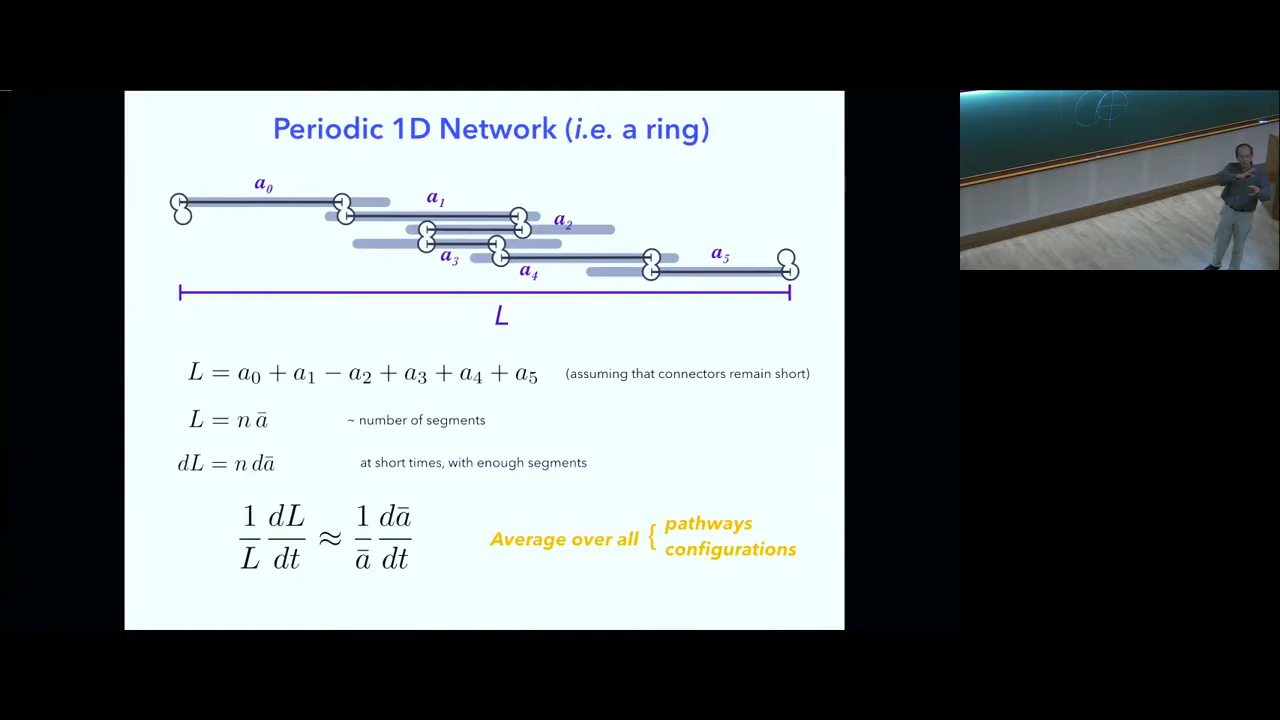 Periodic 1D Network (i.e. a ring)
a₀
a₁
a₂
a₃
a₄
a₅
L
L = a₀ + a₁ − a₂ + a₃ + a₄ + a₅ (assuming that connectors remain short)
L = n ā ~ number of segments
dL = n dā at short times, with enough segments
1/L dL/dt ≈ 1/ā dā/dt
Average over all { pathways
configurations